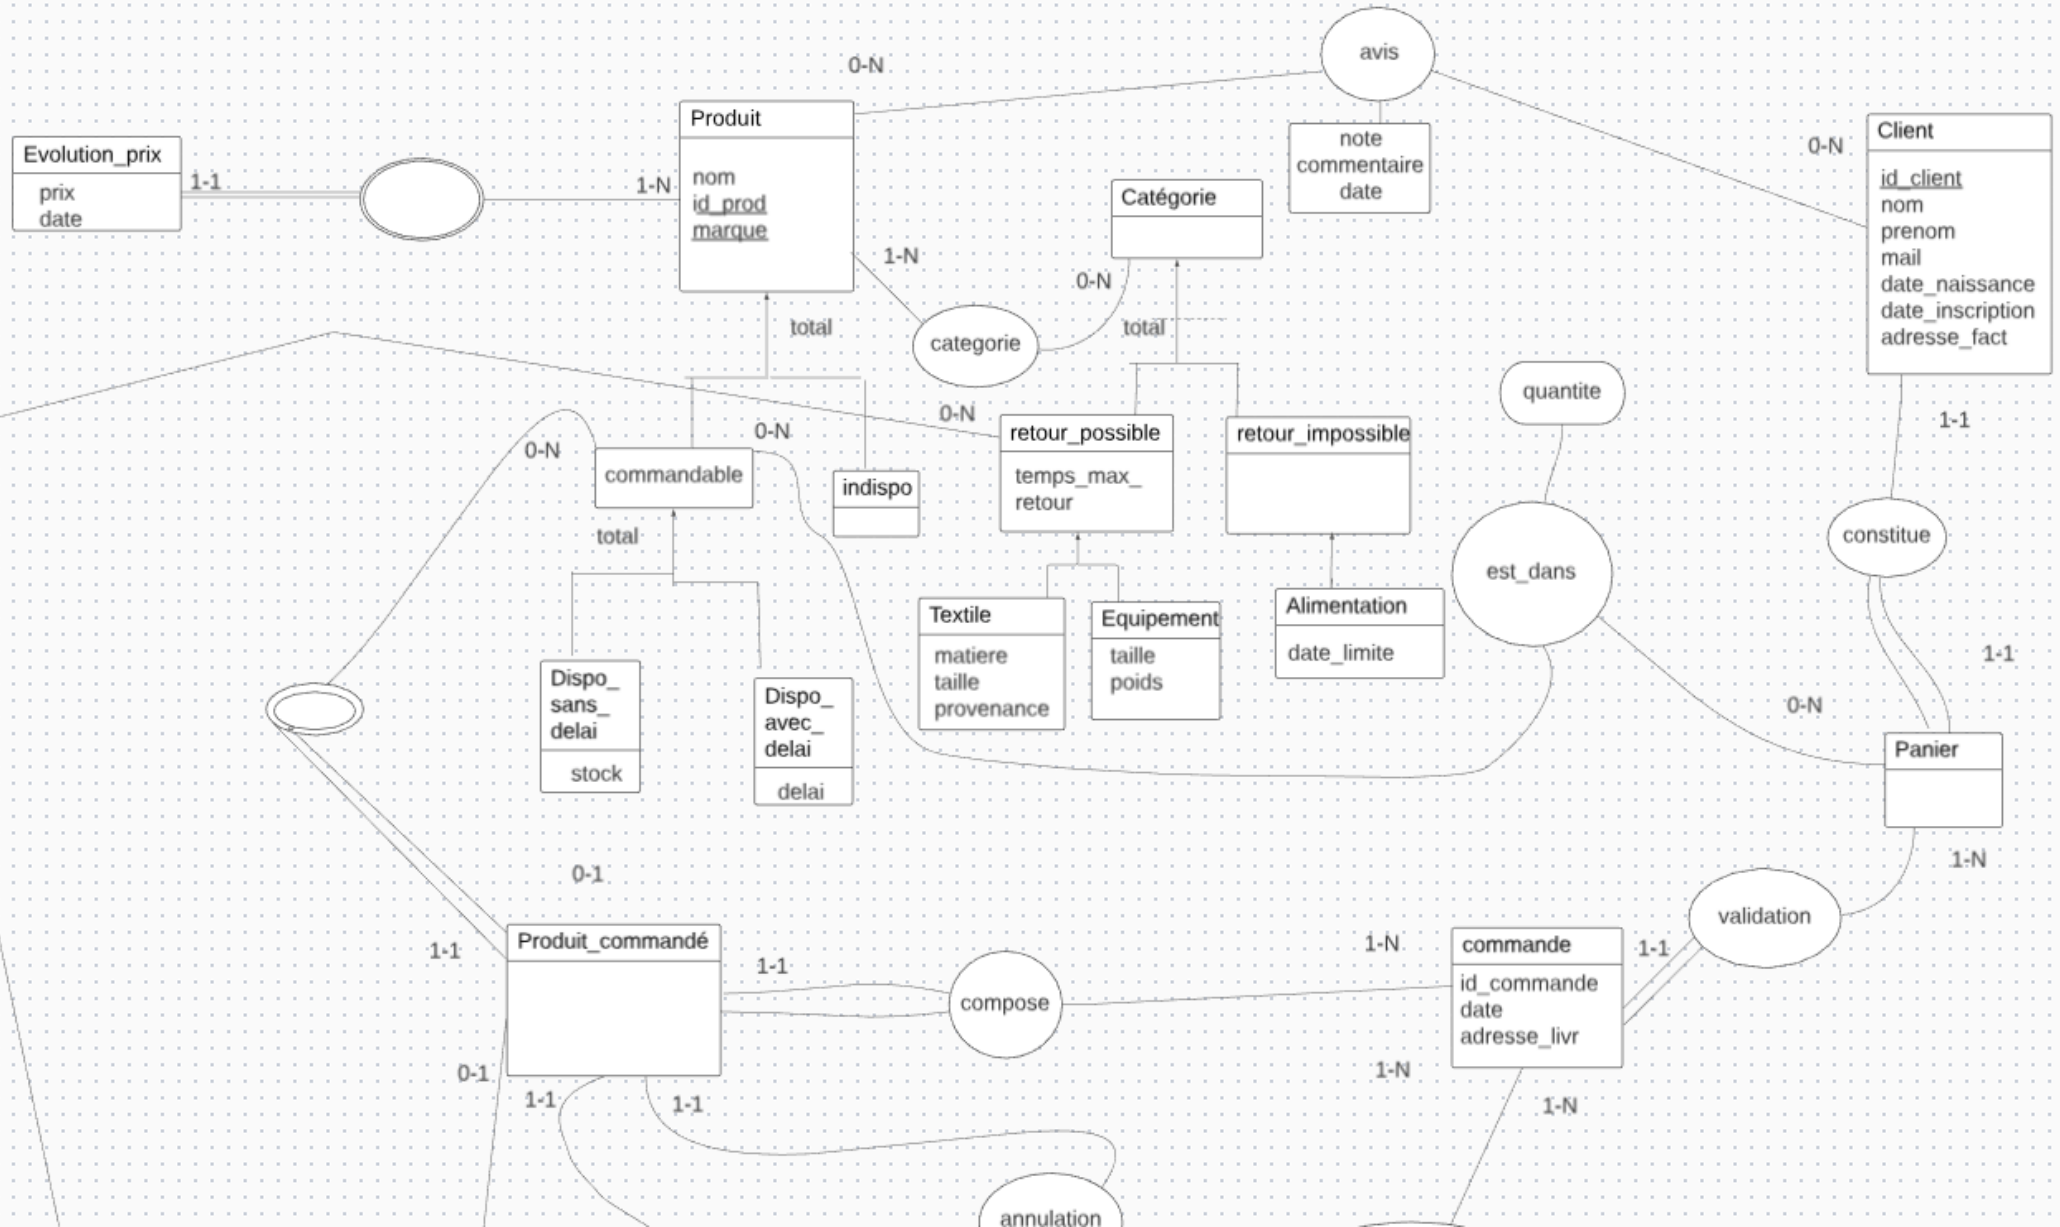 avis
0-N
Produit
nom
id_prod
marque
note
commentaire
date
Client
id_client
nom
prenom
mail
date_naissance
date_inscription
adresse_fact
0-N
Evolution_prix
prix
date
1-1
1-N
Catégorie
1-N
0-N
total
categorie
total
quantite
0-N
retour_possible
temps_max_
retour
retour_impossible
1-1
0-N
0-N
commandable
indispo
constitue
total
est_dans
Textile
matiere
taille
provenance
Equipement
taille
poids
Alimentation
date_limite
1-1
Dispo_
sans_
delai
stock
Dispo_
avec_
delai
delai
0-N
Panier
0-1
1-N
validation
Produit_commandé
1-1
1-1
compose
1-N
commande
id_commande
date
adresse_livr
1-1
0-1
1-1
1-1
1-N
1-N
annulation